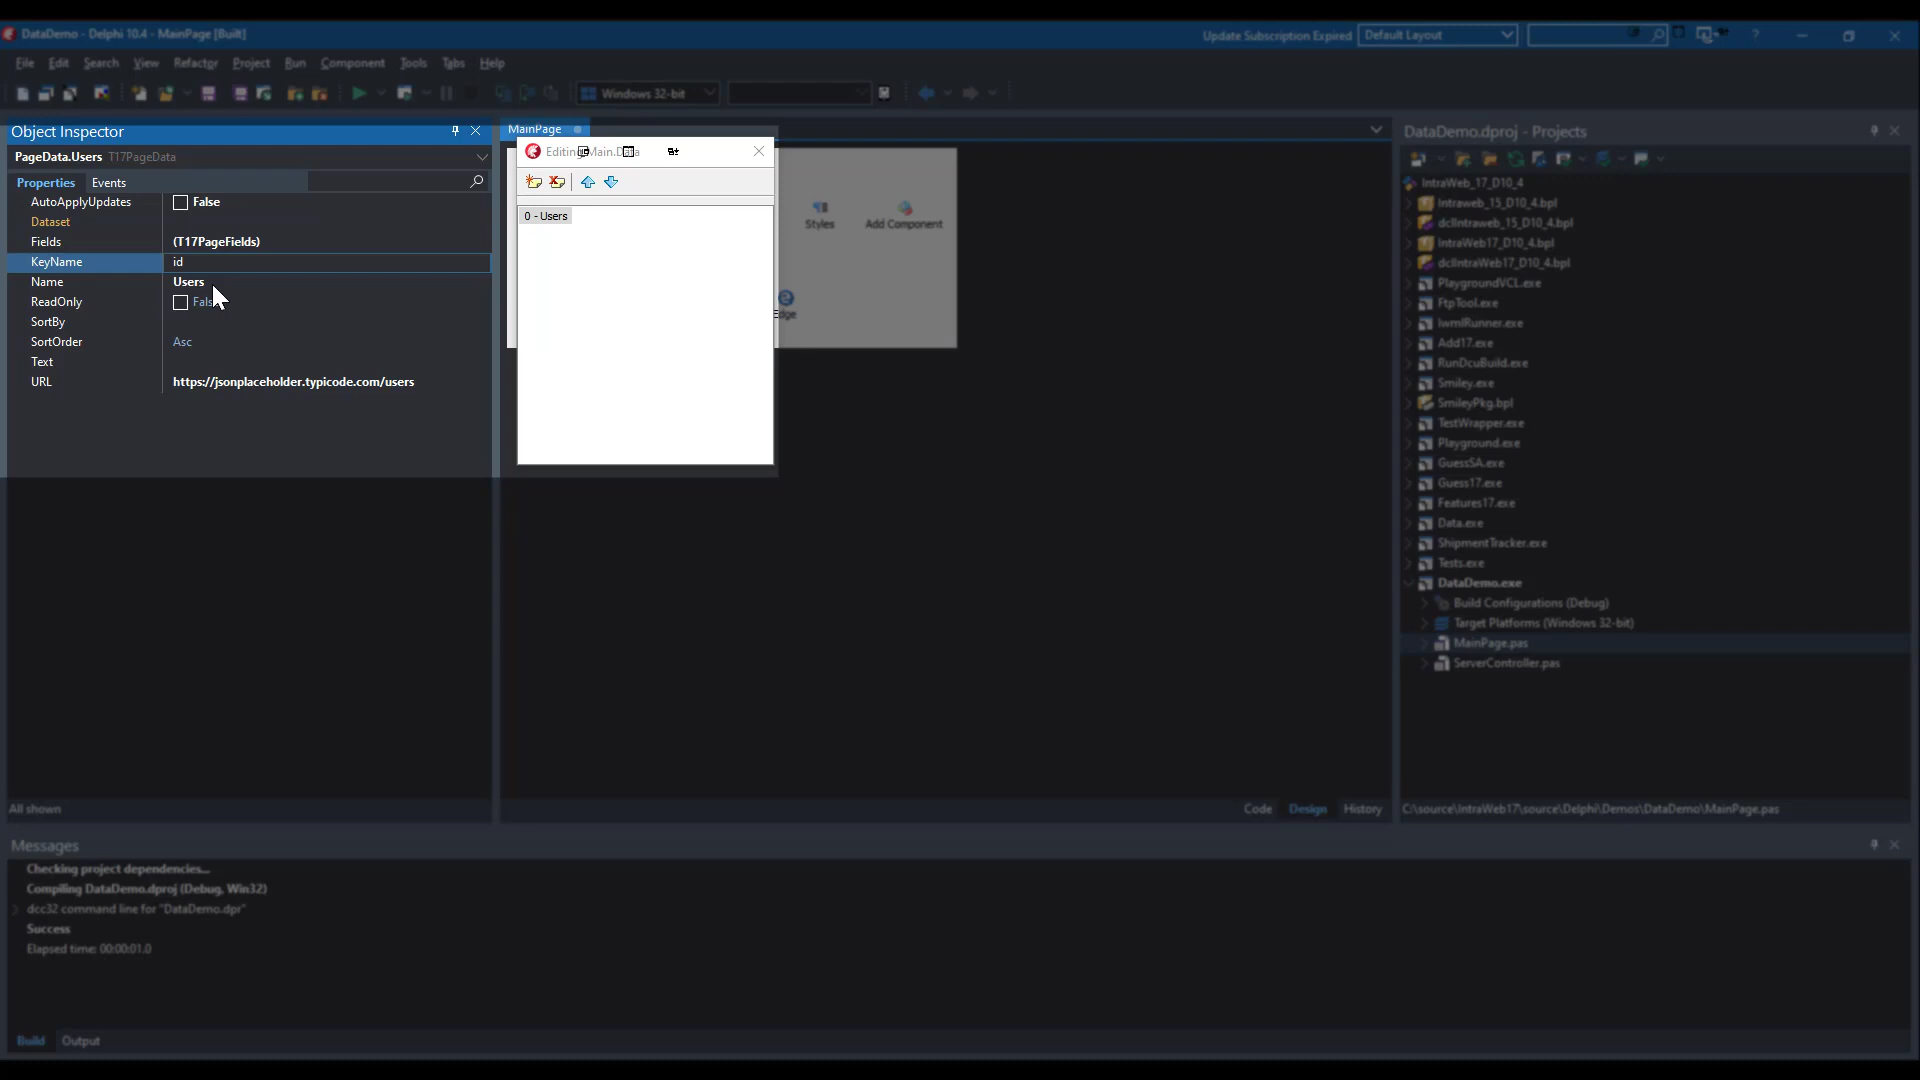 DataDemo - Delphi 10.4 - MainPage [Built]
Update Subscription Expired
Default Layout
?
File Edit Search View Refactor Project Run Component Tools Tabs Help
Windows 32-bit
Object Inspector
PageData.Users T17PageData
Properties Events
AutoApplyUpdates False
Dataset
Fields (T17PageFields)
KeyName id
Name Users
ReadOnly
SortBy
SortOrder Asc
Text
URL https://jsonplaceholder.typicode.com/users
All shown
MainPage
Editing Main.Data
0 - Users
Styles
Add Component
Edge
Code Design History
DataDemo.dproj - Projects
IntraWeb_17_D10_4
Intraweb_15_D10_4.bpl
dclIntraweb_15_D10_4.bpl
IntraWeb17_D10_4.bpl
dclIntraWeb17_D10_4.bpl
PlaygroundVCL.exe
FtpTool.exe
IwmlRunner.exe
Add17.exe
RunDcuBuild.exe
Smiley.exe
SmileyPkg.bpl
TestWrapper.exe
Playground.exe
GuessSA.exe
Guess17.exe
Features17.exe
Data.exe
ShipmentTracker.exe
Tests.exe
DataDemo.exe
Build Configurations (Debug)
Target Platforms (Windows 32-bit)
MainPage.pas
ServerController.pas
C:\source\IntraWeb17\source\Delphi\Demos\DataDemo\MainPage.pas
Messages
Checking project dependencies...
Compiling DataDemo.dproj (Debug, Win32)
dcc32 command line for "DataDemo.dpr"
Success
Elapsed time: 00:00:01.0
Build Output